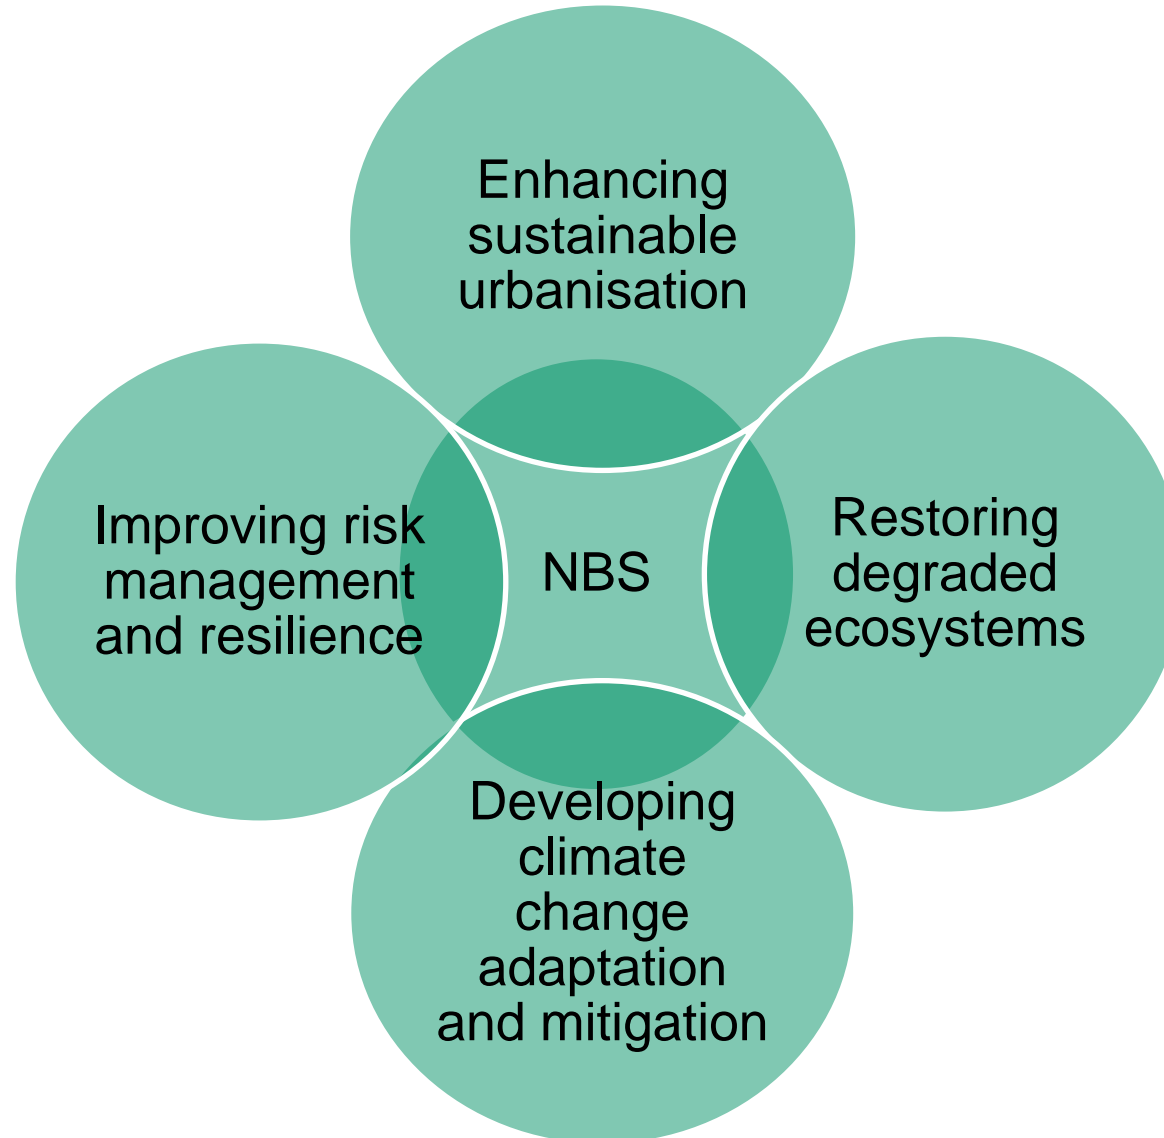 Enhancing
sustainable
urbanisation
Improving risk
management
and resilience
NBS
Restoring
degraded
ecosystems
Developing
climate
change
adaptation
and mitigation